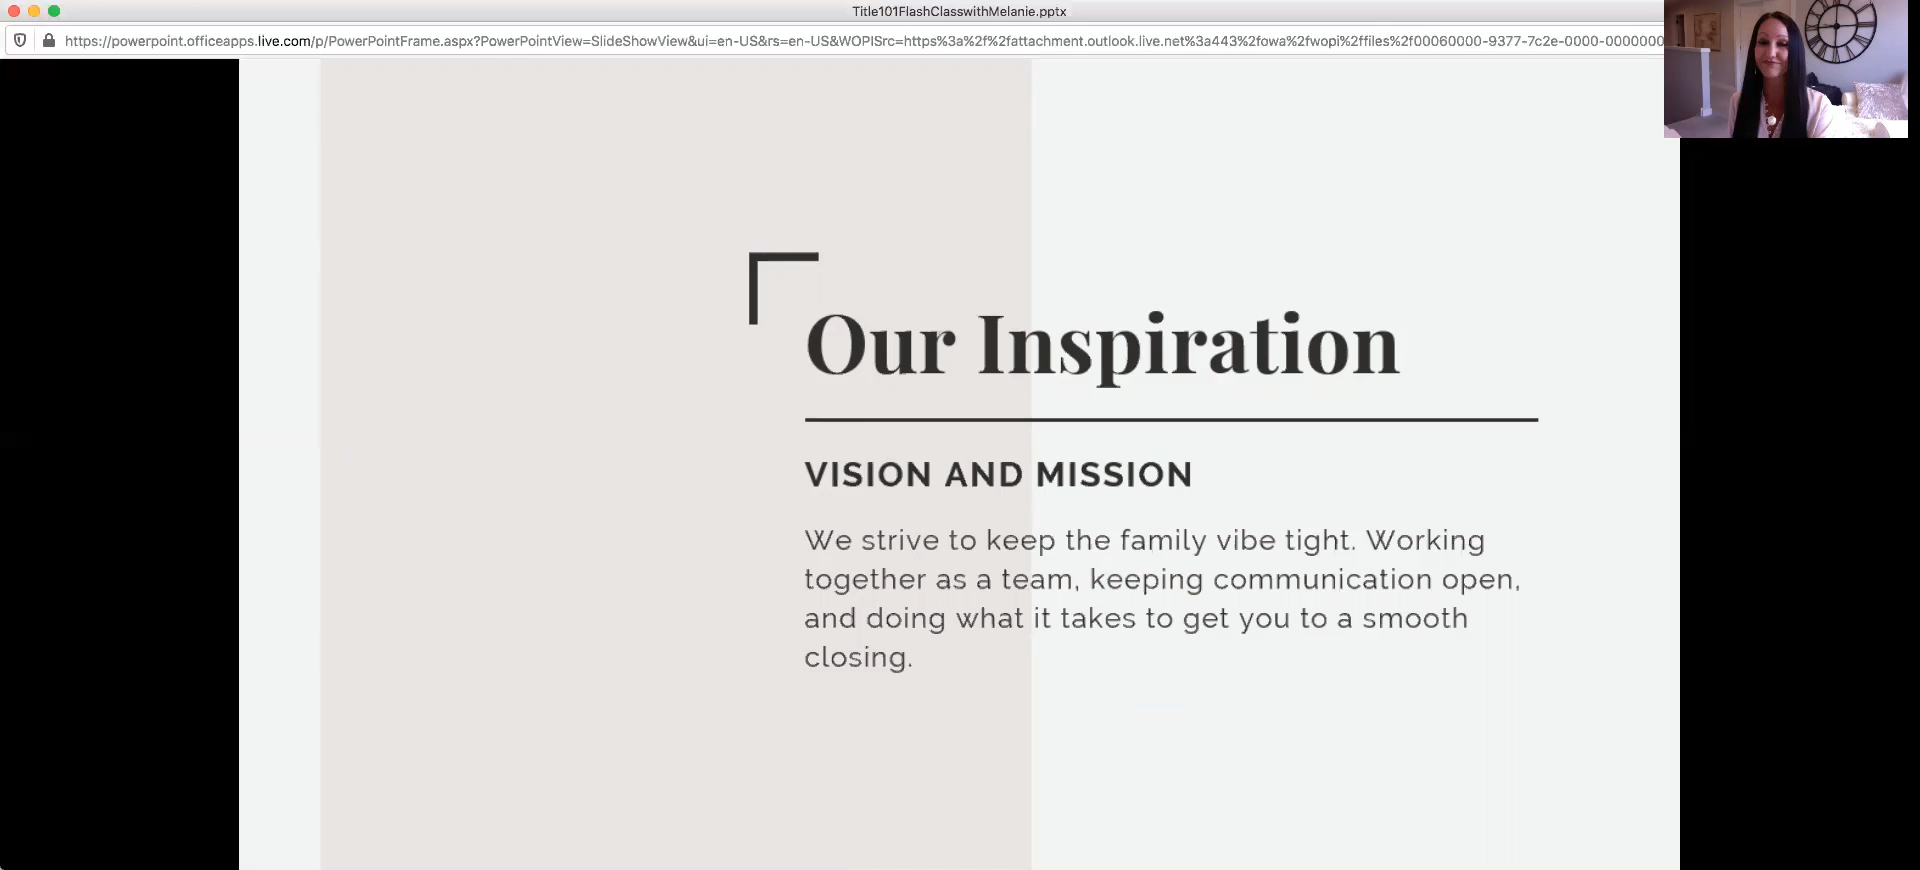 Title101FlashClasswithMelanie.pptx
https://powerpoint.officeapps.live.com/p/PowerPointFrame.aspx?PowerPointView=SlideShowView&ui=en-US&rs=en-US&WOPISrc=https%3a%2f%2fattachment.outlook.live.net%3a443%2fowa%2fwopi%2ffiles%2f00060000-9377-7c2e-0000-0000000
Our Inspiration
VISION AND MISSION
We strive to keep the family vibe tight. Working
together as a team, keeping communication open,
and doing what it takes to get you to a smooth
closing.